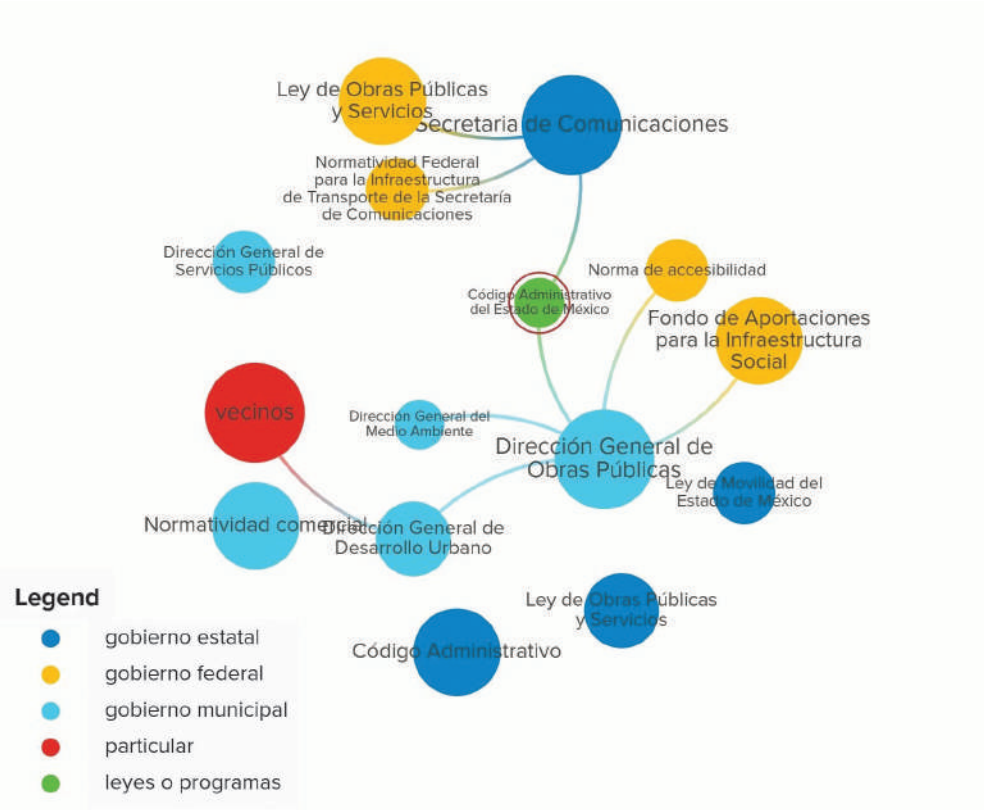 Ley de Obras Públicas
y Servicios
Secretaria de Comunicaciones
Normatividad Federal
para la Infraestructura
de Transporte de la Secretaría
de Comunicaciones
Dirección General de
Servicios Públicos
Norma de accesibilidad
Código Administrativo
del Estado de México
Fondo de Aportaciones
para la Infraestructura
Social
vecinos
Dirección General del
Medio Ambiente
Dirección General de
Obras Públicas
Ley de Movilidad del
Estado de México
Normatividad comercial
Dirección General de
Desarrollo Urbano
Ley de Obras Públicas
y Servicios
Código Administrativo
Legend
gobierno estatal
gobierno federal
gobierno municipal
particular
leyes o programas